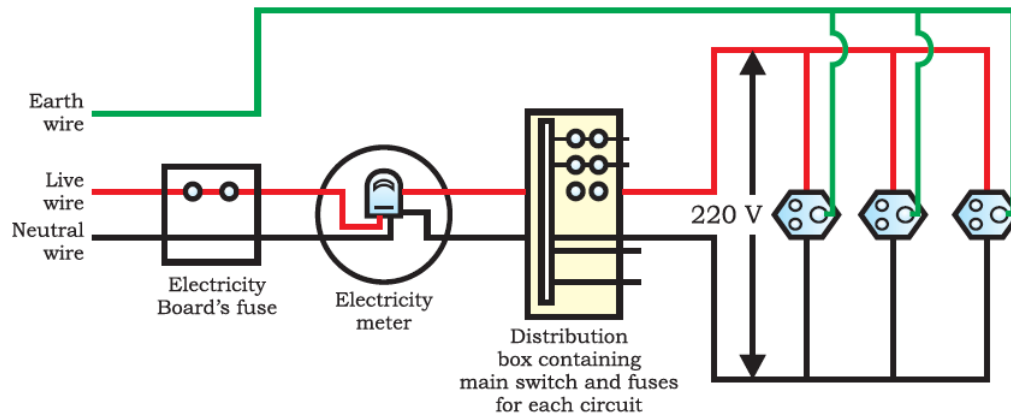 Earth
wire
Live
wire
Neutral
wire
Electricity
Board's fuse
Electricity
meter
Distribution
box containing
main switch and fuses
for each circuit
220 V